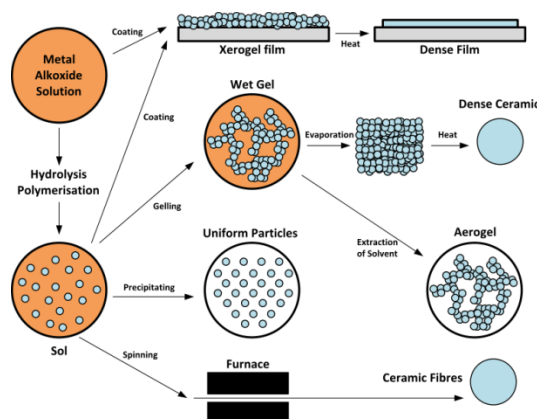 Coating
Xerogel film
Heat
Dense Film
Metal
Alkoxide
Solution
Coating
Wet Gel
Evaporation
Heat
Dense Ceramic
Hydrolysis
Polymerisation
Gelling
Extraction
of Solvent
Aerogel
Uniform Particles
Precipitating
Sol
Spinning
Furnace
Ceramic Fibres